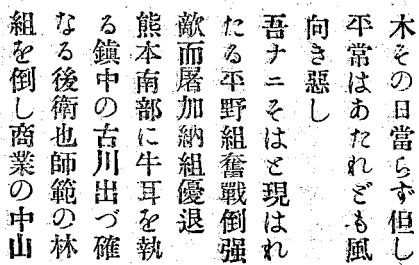 木その日當らず但し
平常はあたれども風
向き惡し
吾ナニそはと現はれ
たる平野組奮戰倒强
敵而屠加納組優退
熊本南部に牛耳を執
る鎭中の古川出づ確
なる後衛也師範の林
組を倒し商業の中山